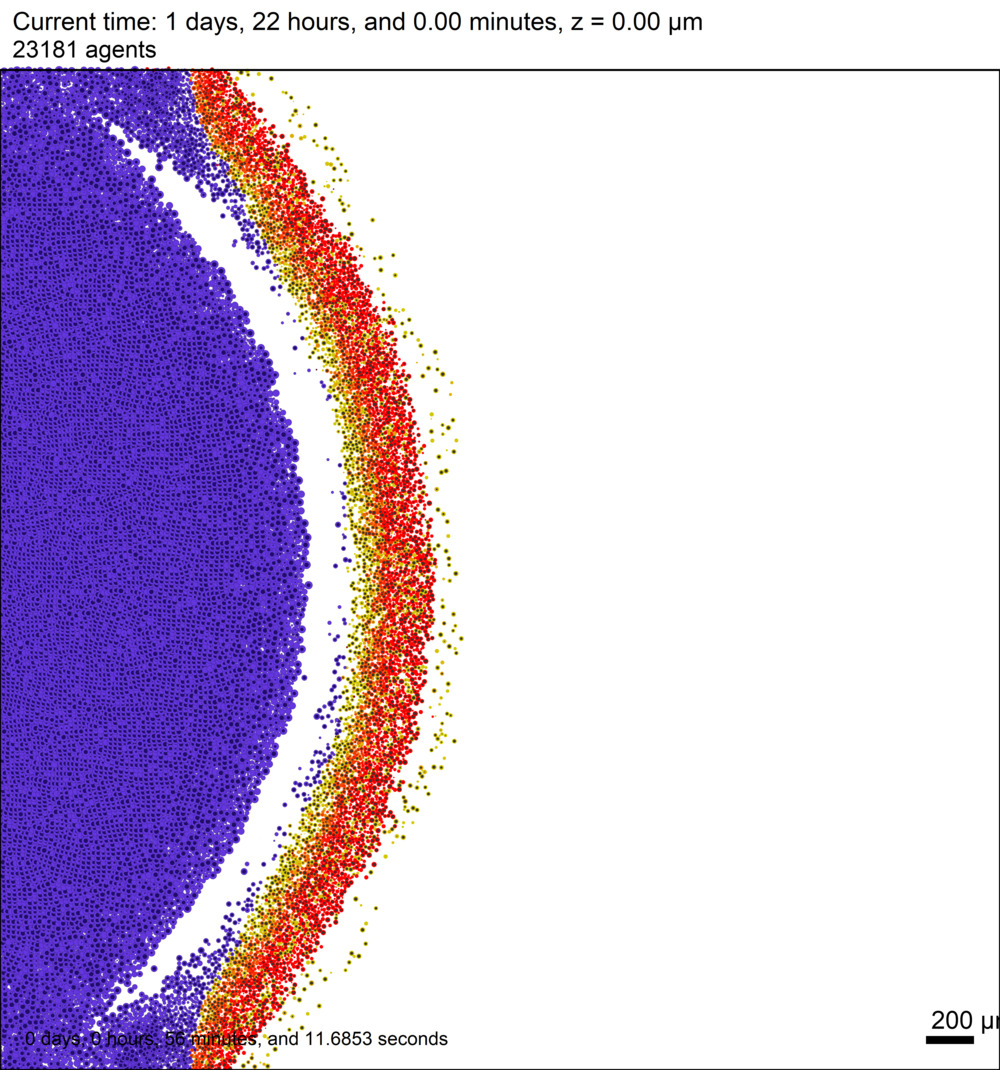 Current time: 1 days, 22 hours, and 0.00 minutes, z = 0.00 μm
23181 agents
200 μ
0 days, 0 hours, 56 minutes, and 11.6853 seconds